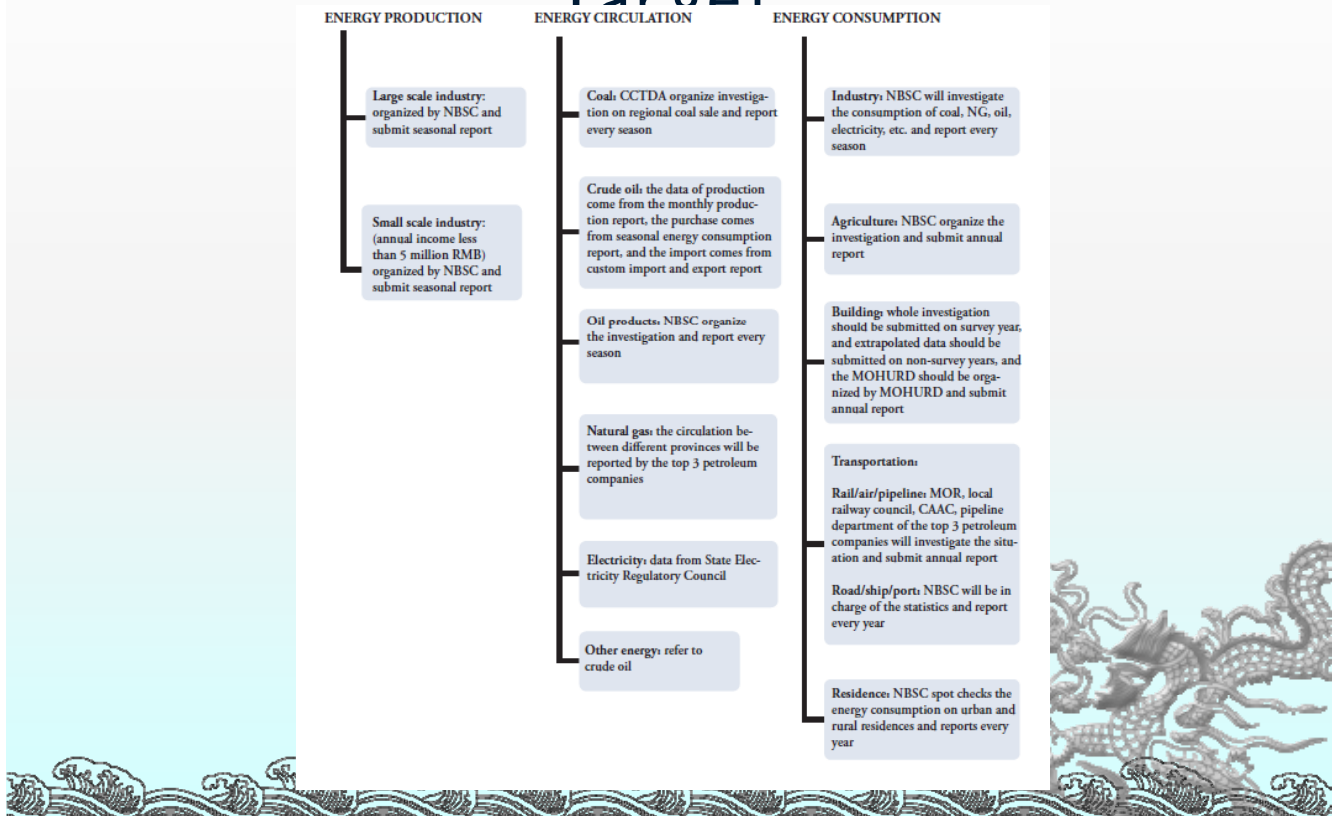 ENERGY PRODUCTION
Large scale industry:
organized by NBSC and
submit seasonal report
Small scale industry:
(annual income less
than 5 million RMB)
organized by NBSC and
submit seasonal report
ENERGY CIRCULATION
Coal: CCTDA organize investiga-
tion on regional coal sale and report
every season
Crude oil: the data of production
come from the monthly produc-
tion report, the purchase comes
from seasonal energy consumption
report, and the import comes from
custom import and export report
Oil products: NBSC organize
the investigation and report every
season
Natural gas: the circulation be-
tween different provinces will be
reported by the top 3 petroleum
companies
Electricity: data from State Elec-
tricity Regulatory Council
Other energy: refer to
crude oil
ENERGY CONSUMPTION
Industry: NBSC will investigate
the consumption of coal, NG, oil,
electricity, etc. and report every
season
Agriculture: NBSC organize the
investigation and submit annual
report
Building: whole investigation
should be submitted on survey year,
and extrapolated data should be
submitted on non-survey years, and
the MOHURD should be orga-
nized by MOHURD and submit
annual report
Transportation:
Rail/air/pipeline: MOR, local
railway council, CAAC, pipeline
department of the top 3 petroleum
companies will investigate the situ-
ation and submit annual report
Road/ship/port: NBSC will be in
charge of the statistics and report
every year
Residence: NBSC spot checks the
energy consumption on urban and
rural residences and reports every
year